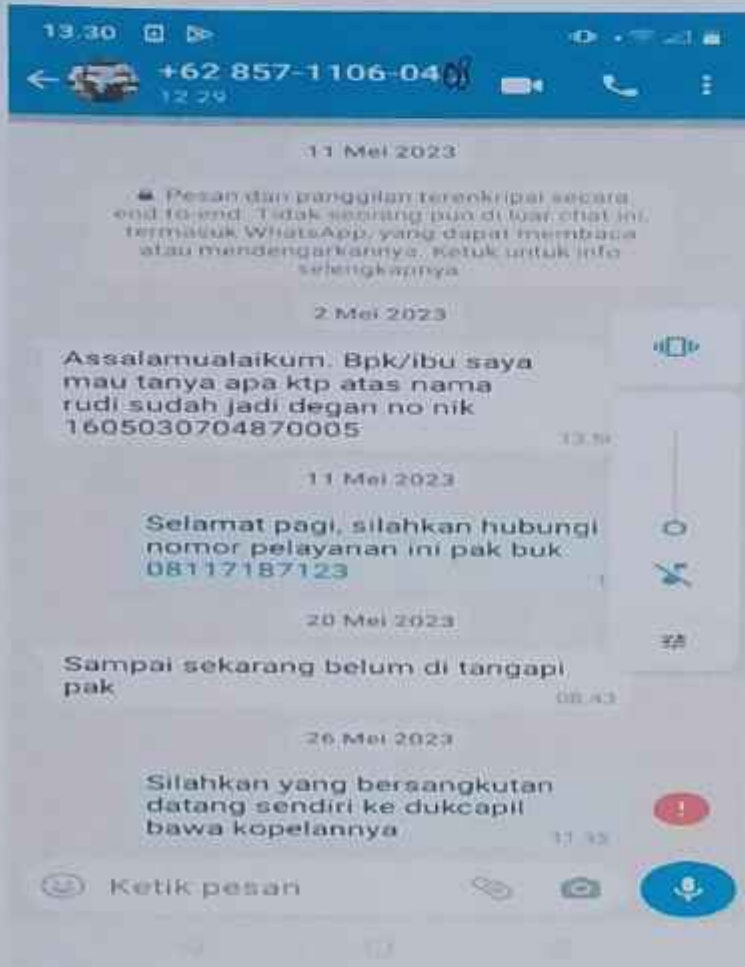 13.30
+62 857-1106-04
12.29
11 Mei 2023
Pesan dan panggilan terenkripsi secara
end-to-end. Tidak seorang pun di luar chat ini,
termasuk WhatsApp, yang dapat membaca
atau mendengarkannya. Ketuk untuk info
selengkapnya
2 Mei 2023
Assalamualaikum. Bpk/ibu saya
mau tanya apa ktp atas nama
rudi sudah jadi degan no nik
1605030704870005
11 Mei 2023
Selamat pagi, silahkan hubungi
nomor pelayanan ini pak buk
08117187123
20 Mei 2023
Sampai sekarang belum di tangapi
pak
08.43
26 Mei 2023
Silahkan yang bersangkutan
datang sendiri ke dukcapil
bawa kopelannya
Ketik pesan